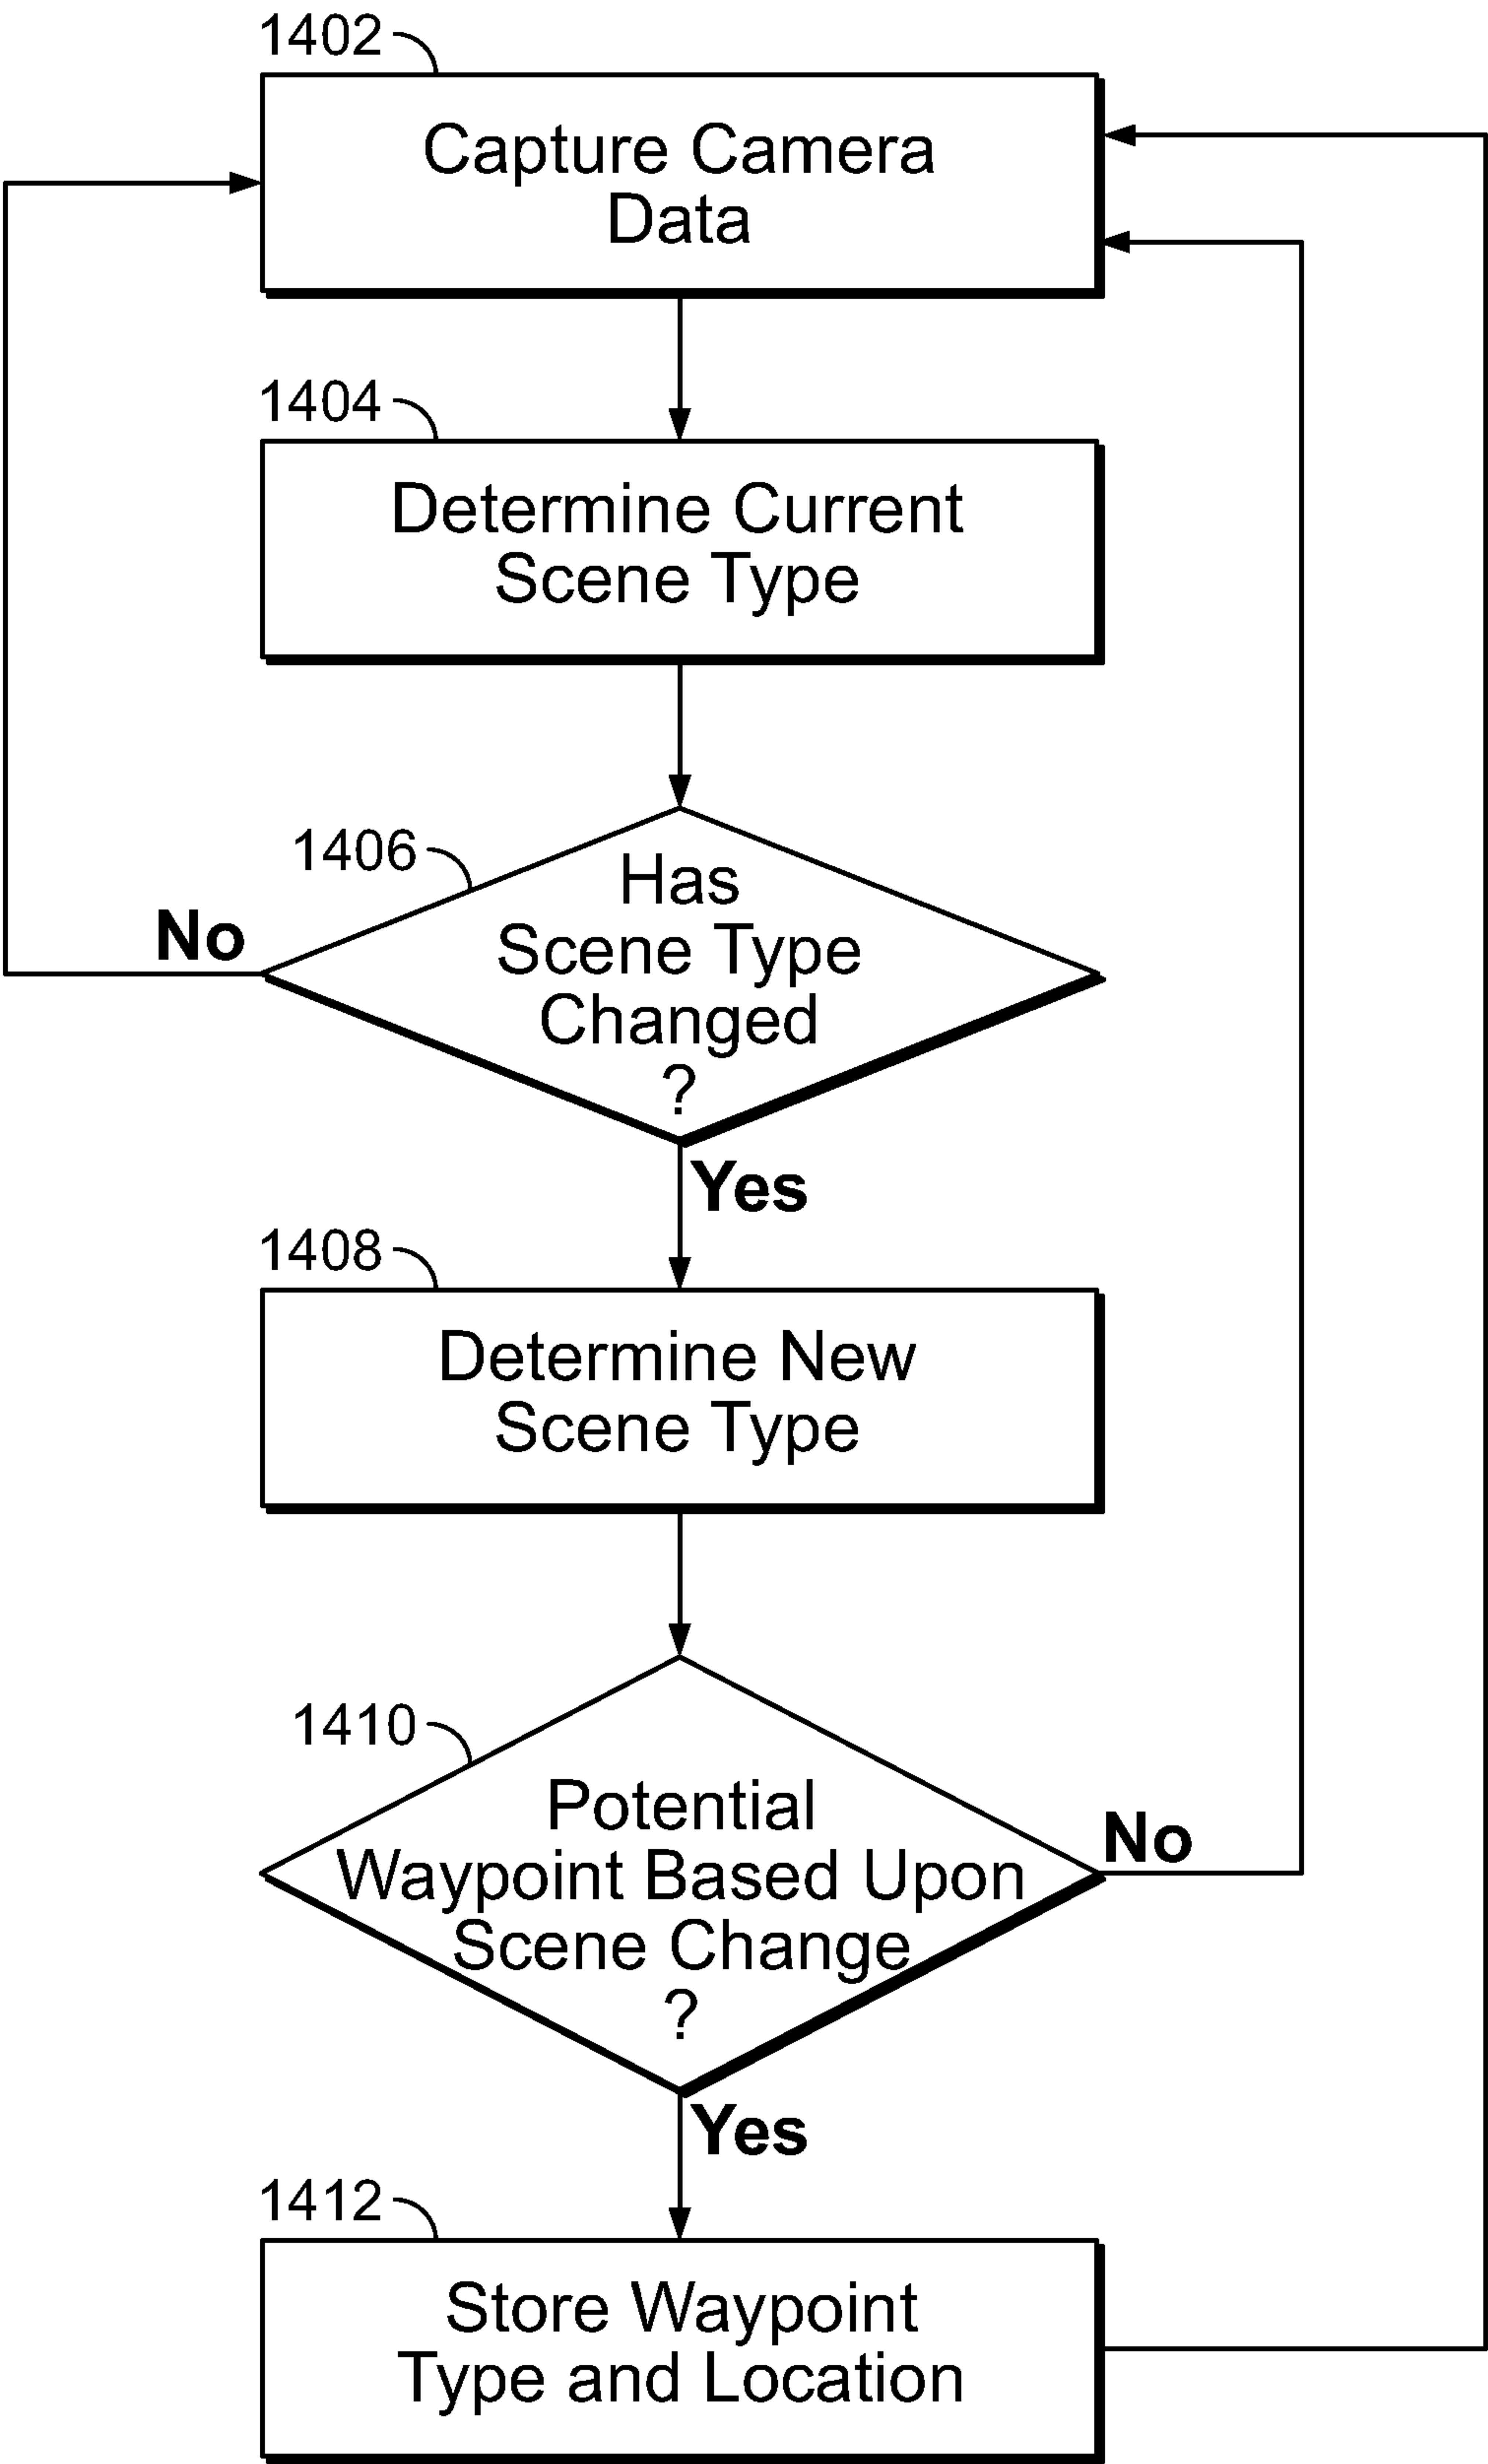 1402
Capture Camera
Data
1404
Determine Current
Scene Type
1406
Has
Scene Type
Changed
?
No
Yes
1408
Determine New
Scene Type
1410
Potential
Waypoint Based Upon
Scene Change
?
No
Yes
1412
Store Waypoint
Type and Location